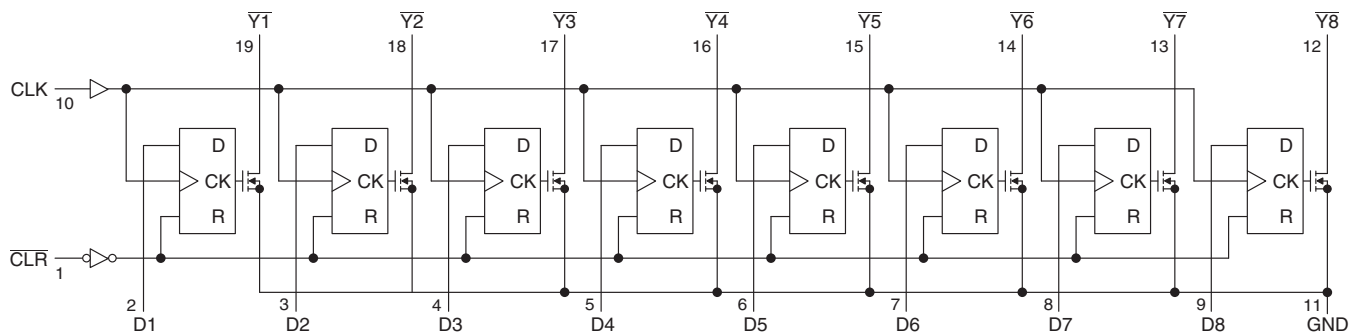 Y1 Y2 Y3 Y4 Y5 Y6 Y7 Y8
19 18 17 16 15 14 13 12
CLK
10
D D D D D D D D
CK CK CK CK CK CK CK CK
R R R R R R R R
CLR
1
2 3 4 5 6 7 8 9 11
D1 D2 D3 D4 D5 D6 D7 D8 GND